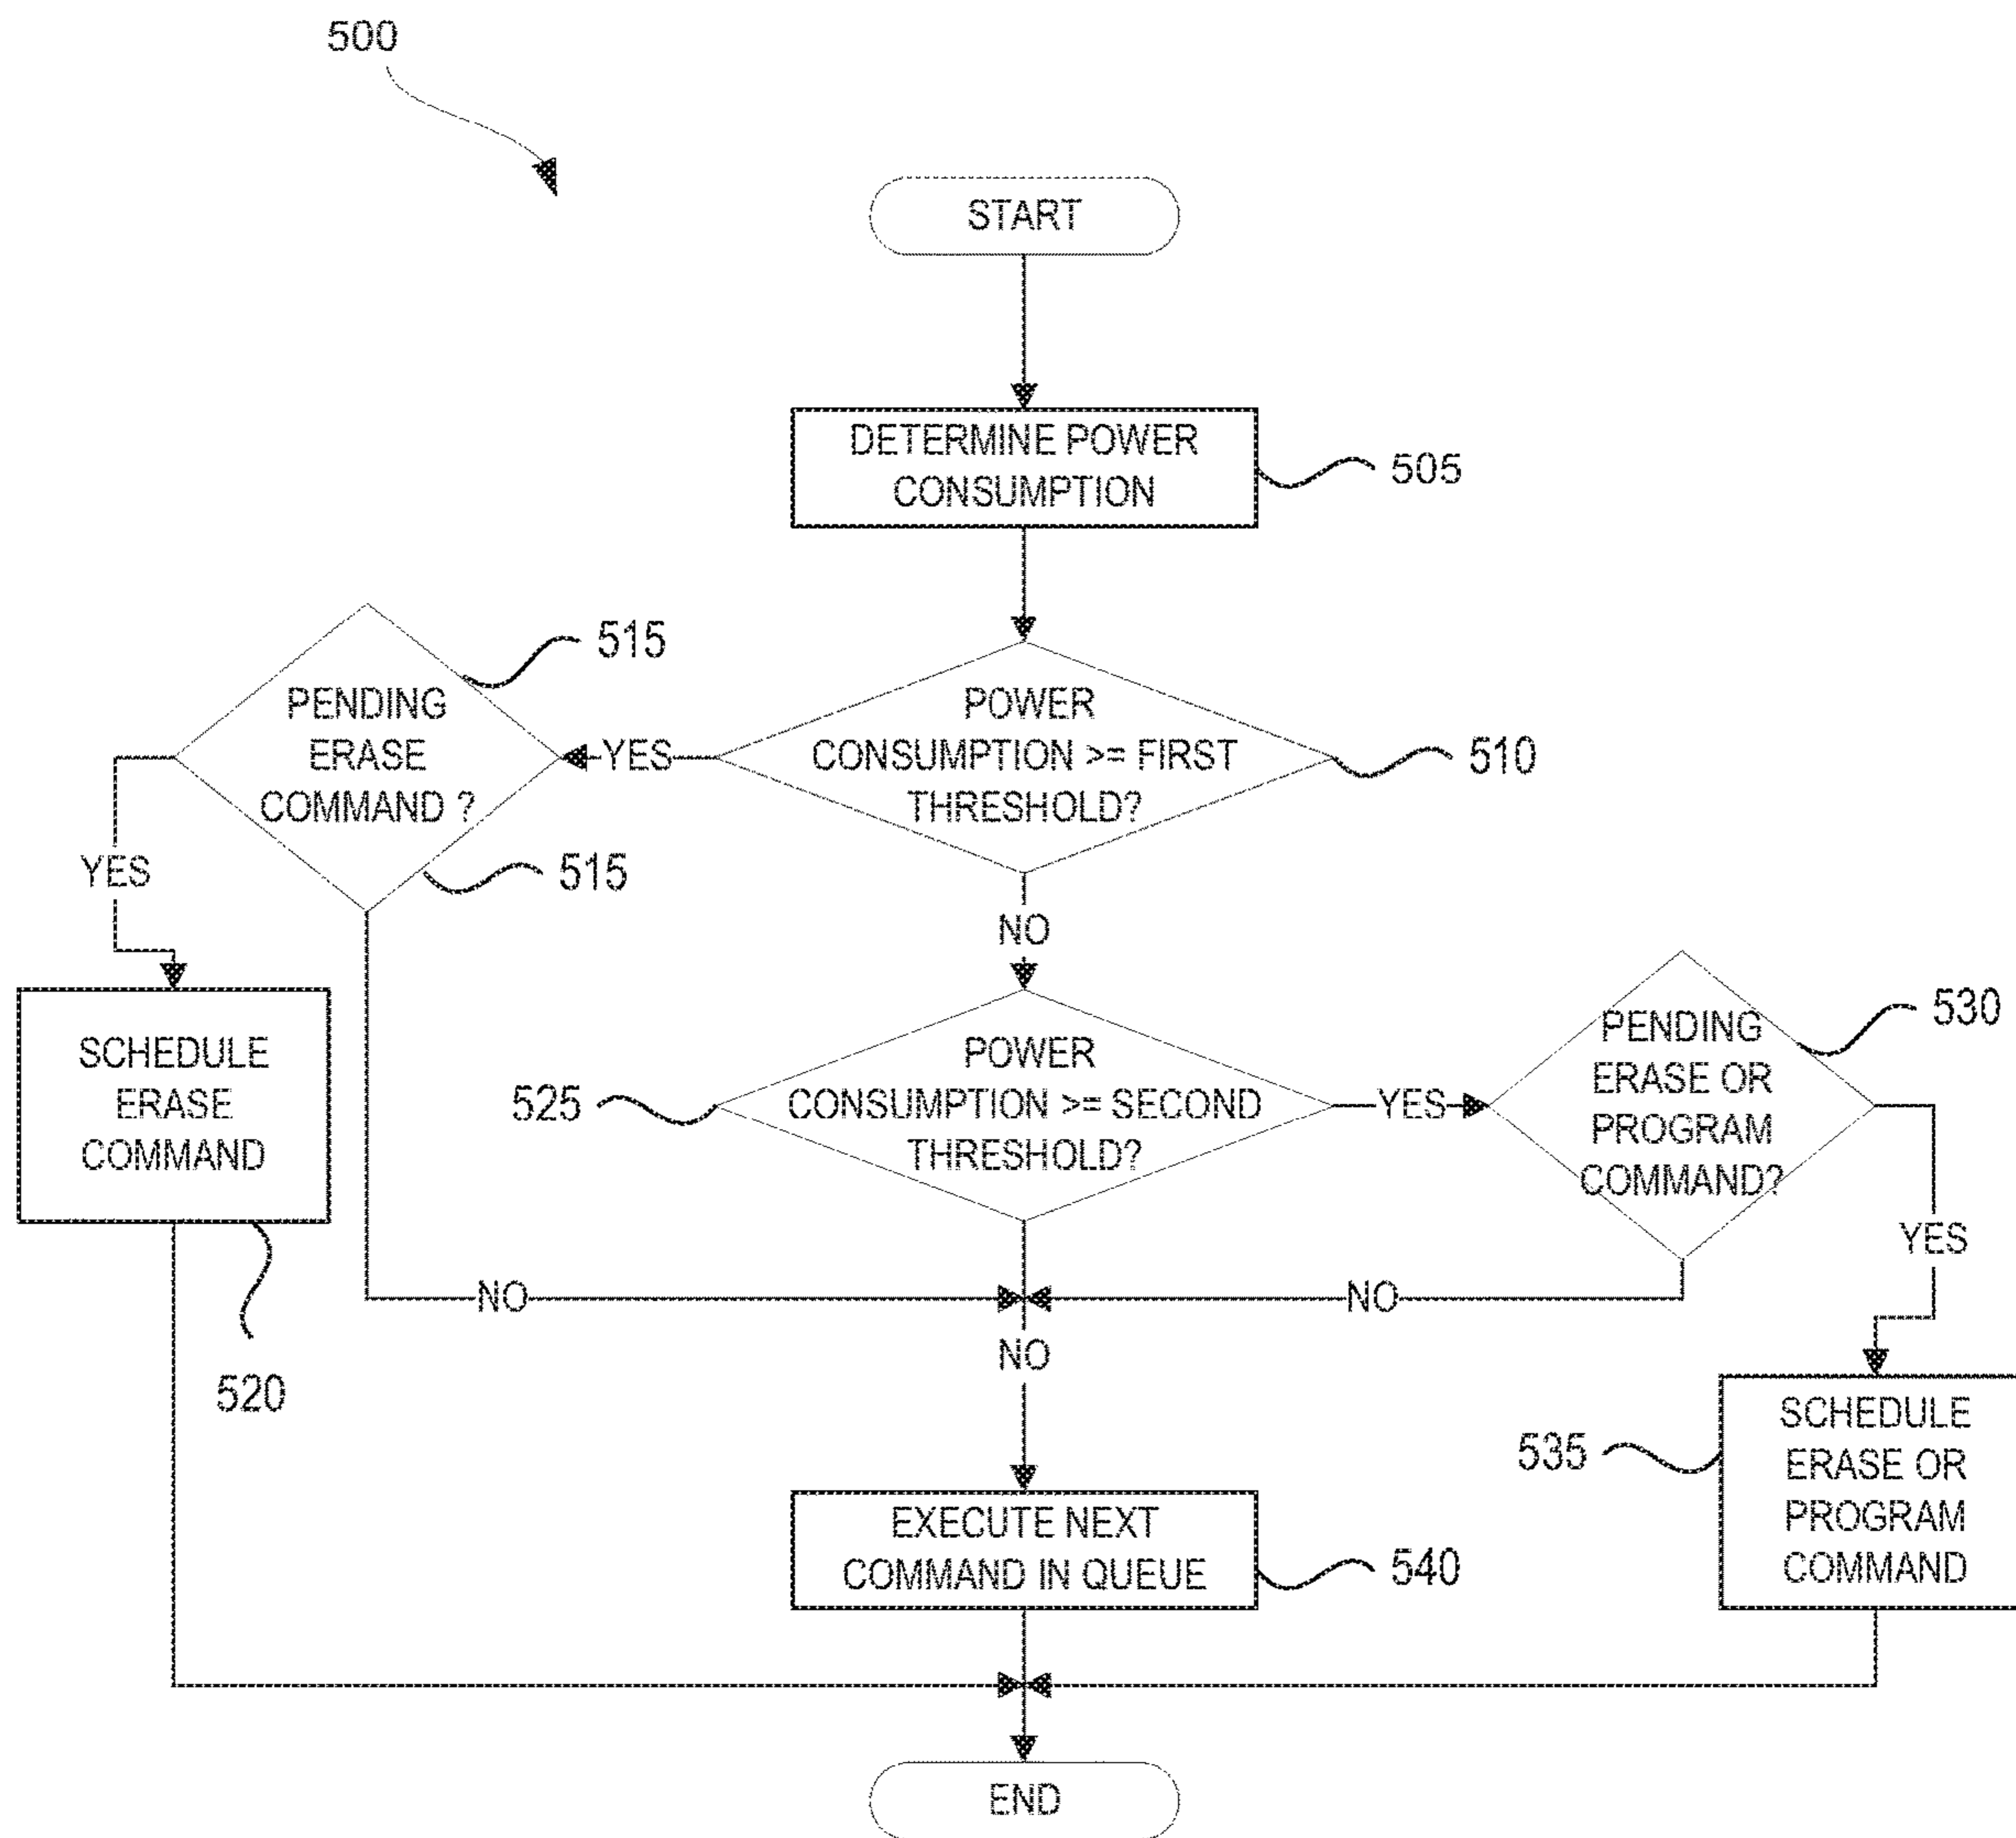 500
START
DETERMINE POWER
CONSUMPTION
505
515
PENDING
ERASE
COMMAND ?
YES
POWER
CONSUMPTION >= FIRST
THRESHOLD?
510
515
YES
NO
SCHEDULE
ERASE
COMMAND
520
525
POWER
CONSUMPTION >= SECOND
THRESHOLD?
YES
PENDING
ERASE OR
PROGRAM
COMMAND?
530
YES
NO
NO
NO
EXECUTE NEXT
COMMAND IN QUEUE
540
535
SCHEDULE
ERASE OR
PROGRAM
COMMAND
END